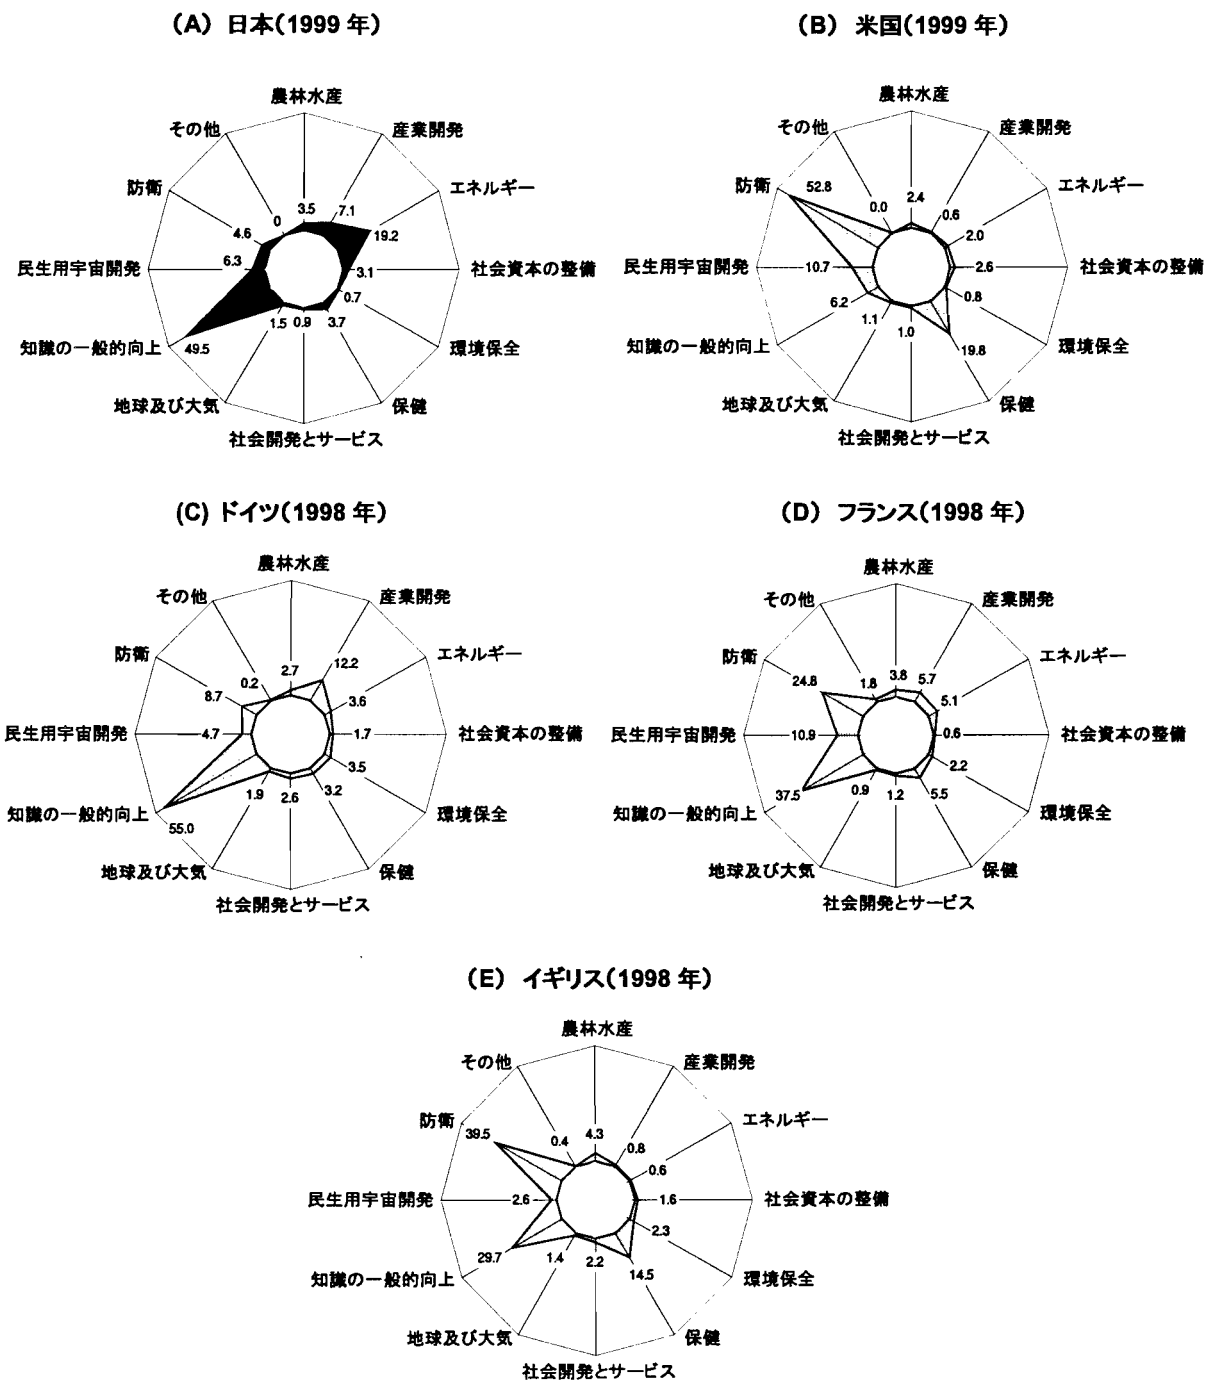 (A) 日本(1999 年)
農林水産
産業開発
エネルギー
社会資本の整備
環境保全
保健
社会開発とサービス
地球及び大気
知識の一般的向上
民生用宇宙開発
防衛
その他
3.5
7.1
19.2
3.1
0.7
3.7
0.9
1.5
49.5
6.3
4.6
0
(B) 米国(1999 年)
農林水産
産業開発
エネルギー
社会資本の整備
環境保全
保健
社会開発とサービス
地球及び大気
知識の一般的向上
民生用宇宙開発
防衛
その他
2.4
0.6
2.0
2.6
0.8
19.8
1.0
1.1
6.2
10.7
52.8
0.0
(C) ドイツ(1998 年)
農林水産
産業開発
エネルギー
社会資本の整備
環境保全
保健
社会開発とサービス
地球及び大気
知識の一般的向上
民生用宇宙開発
防衛
その他
2.7
12.2
3.6
1.7
3.5
3.2
2.6
1.9
55.0
4.7
8.7
0.2
(D) フランス(1998 年)
農林水産
産業開発
エネルギー
社会資本の整備
環境保全
保健
社会開発とサービス
地球及び大気
知識の一般的向上
民生用宇宙開発
防衛
その他
3.8
5.7
5.1
0.6
2.2
5.5
1.2
0.9
37.5
10.9
24.8
1.8
(E) イギリス(1998 年)
農林水産
産業開発
エネルギー
社会資本の整備
環境保全
保健
社会開発とサービス
地球及び大気
知識の一般的向上
民生用宇宙開発
防衛
その他
4.3
0.8
0.6
1.6
2.3
14.5
2.2
1.4
29.7
2.6
39.5
0.4